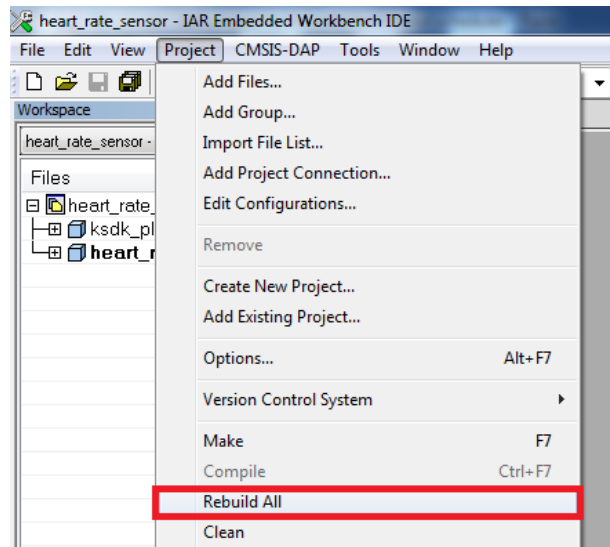 heart_rate_sensor - IAR Embedded Workbench IDE
File Edit View Project CMSIS-DAP Tools Window Help
Workspace
heart_rate_sensor -
Files
heart_rate_
ksdk_pl
heart_r
Add Files...
Add Group...
Import File List...
Add Project Connection...
Edit Configurations...
Remove
Create New Project...
Add Existing Project...
Options... Alt+F7
Version Control System
Make F7
Compile Ctrl+F7
Rebuild All
Clean